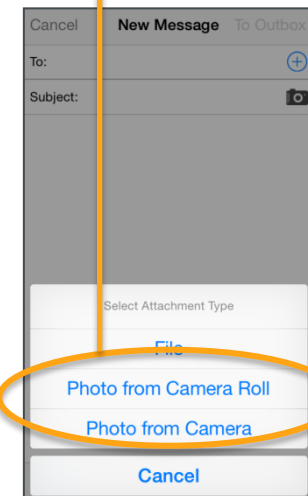 Cancel New Message To Outbox
To:
Subject:
Select Attachment Type
File
Photo from Camera Roll
Photo from Camera
Cancel